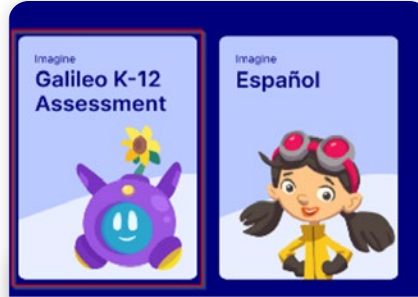 Imagine
Galileo K-12
Assessment
Imagine
Español